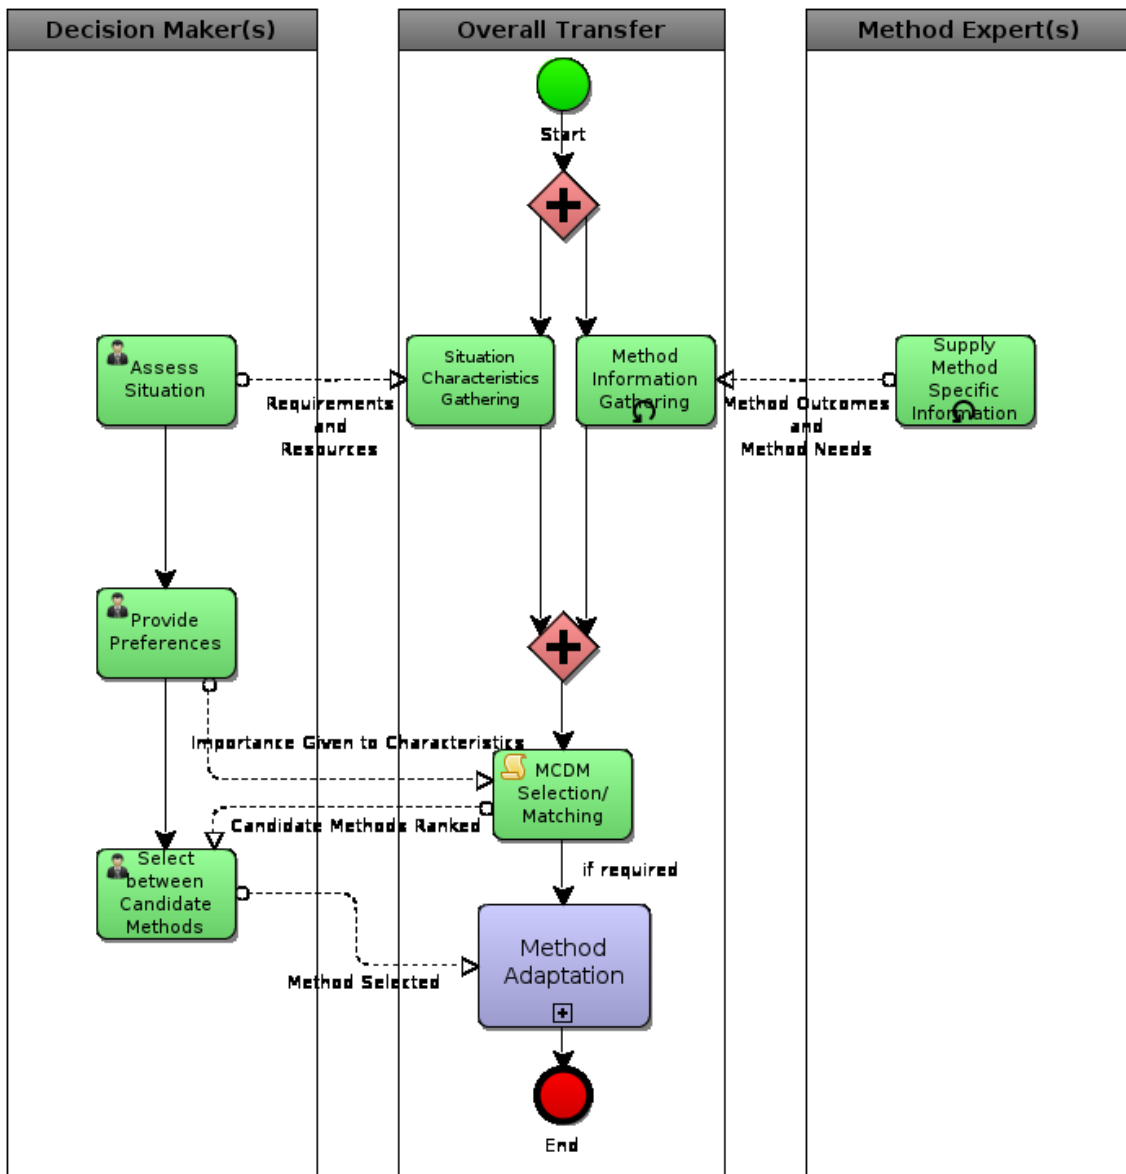 Decision Maker(s)
Overall Transfer
Method Expert(s)
Start
Assess
Situation
Requirements
and
Resources
Situation
Characteristics
Gathering
Method
Information
Gathering
Method Outcomes
and
Method Needs
Supply
Method
Specific
Information
Provide
Preferences
Importance Given to Characteristics
MCDM
Selection/
Matching
Candidate Methods Ranked
Select
between
Candidate
Methods
if required
Method Selected
Method
Adaptation
End